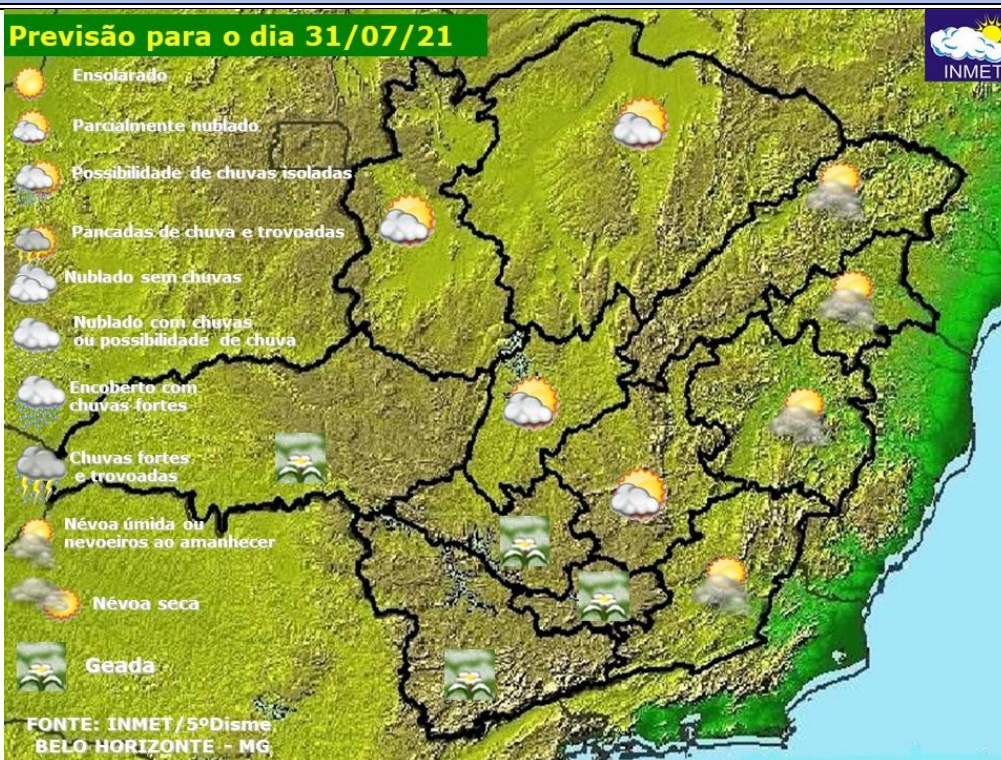 Previsão para o dia 31/07/21
INMET
Ensolarado
Parcialmente nublado
Possibilidade de chuvas isoladas
Pancadas de chuva e trovoadas
Nublado sem chuvas
Nublado com chuvas
ou possibilidade de chuva
Encoberto com
chuvas fortes
Chuvas fortes
e trovoadas
Névoa úmida ou
nevoeiros ao amanhecer
Névoa seca
Geada
FONTE: INMET/5ºDisme
BELO HORIZONTE - MG